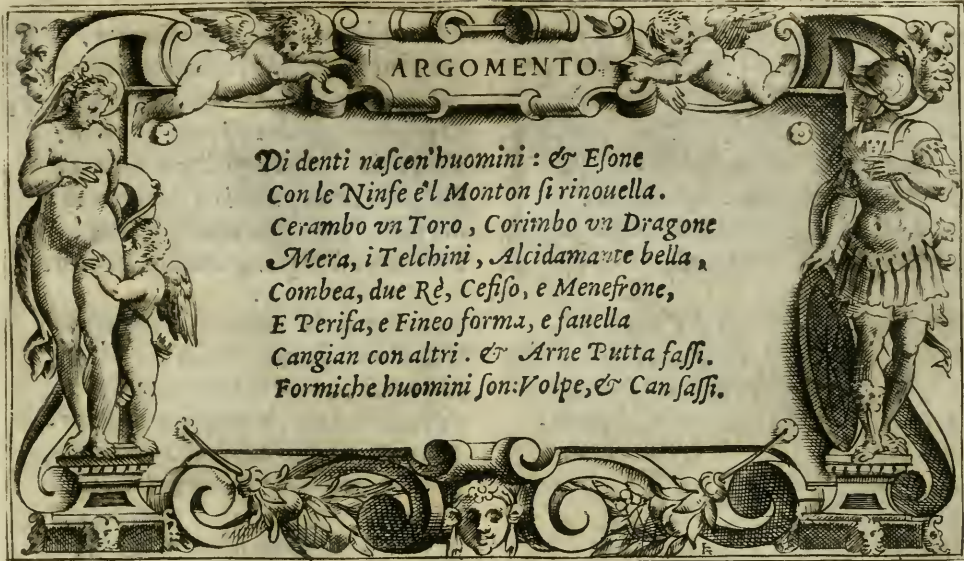 ARGOMENTO.
Di denti naſcon'huomini : & Eſone
Con le Ninfe e'l Monton ſi rinouella.
Cerambo vn Toro, Corimbo vn Dragone
Mera, i Telchini, Alcidamante bella,
Combea, due Rè, Cefiſo, e Menefrone,
E Perifa, e Fineo forma, e fauella
Cangian con altri. & Arne Putta faſſi.
Formiche huomini ſon:Volpe, & Can ſaſſi.